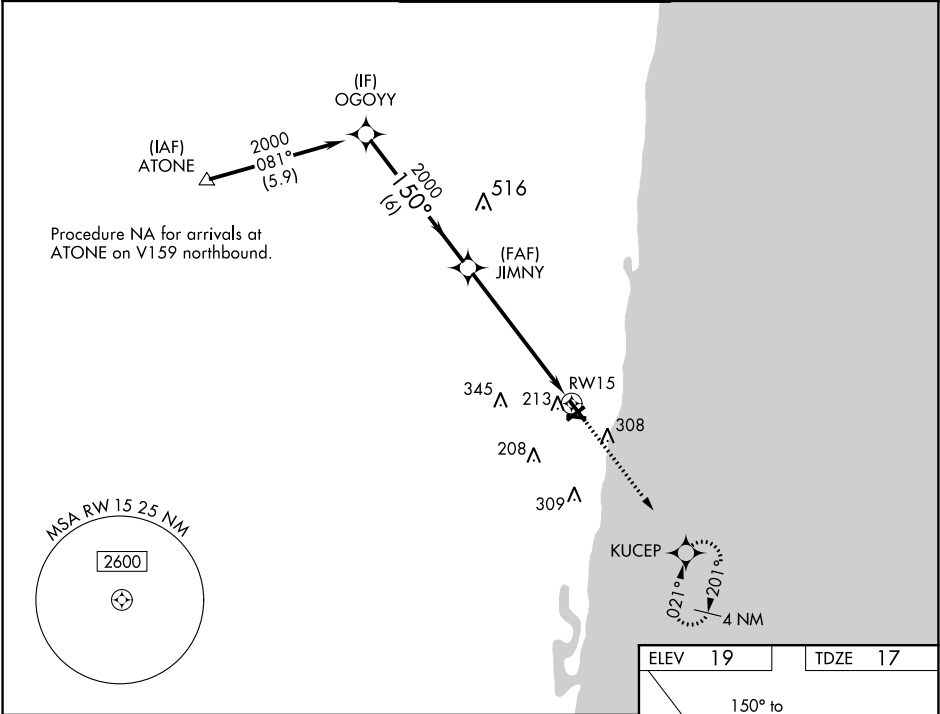 (IF)
OGOYY
(IAF)
ATONE
2000
081°
(5.9)
2000
150°
(6)
516
Procedure NA for arrivals at
ATONE on V159 northbound.
(FAF)
JIMNY
RW15
345
213
308
208
309
MSA RW 15 25 NM
2600
KUCEP
021°
201°
4 NM
ELEV 19
TDZE 17
150° to